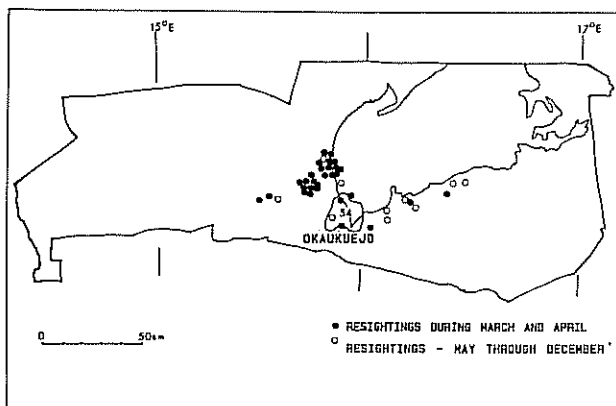 15°E
17°E
34
OKAUKUEJO
● RESIGHTINGS DURING MARCH AND APRIL
○ RESIGHTINGS - MAY THROUGH DECEMBER
0 50km